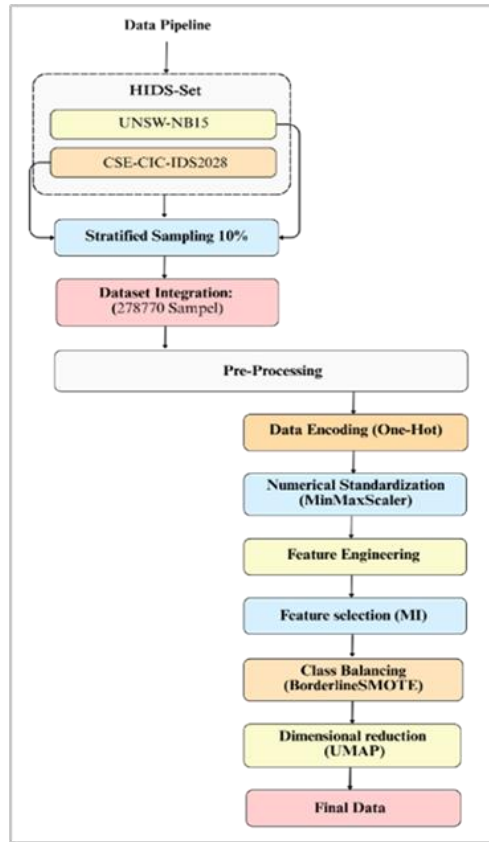 Data Pipeline
HIDS-Set
UNSW-NB15
CSE-CIC-IDS2028
Stratified Sampling 10%
Dataset Integration:
(278770 Sampel)
Pre-Processing
Data Encoding (One-Hot)
Numerical Standardization
(MinMaxScaler)
Feature Engineering
Feature selection (MI)
Class Balancing
(BorderlineSMOTE)
Dimensional reduction
(UMAP)
Final Data